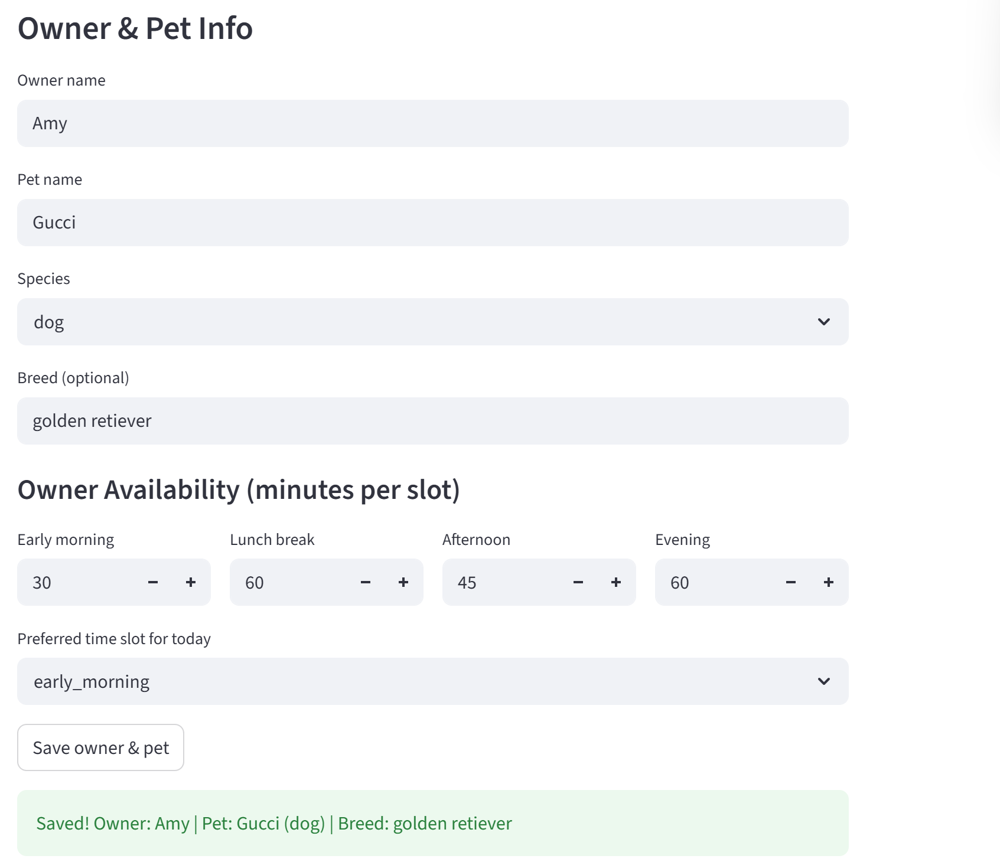 Owner & Pet Info
Owner name
Amy
Pet name
Gucci
Species
dog
Breed (optional)
golden retiever
Owner Availability (minutes per slot)
Early morning Lunch break Afternoon Evening
30 − + 60 − + 45 − + 60 − +
Preferred time slot for today
early_morning
Save owner & pet
Saved! Owner: Amy | Pet: Gucci (dog) | Breed: golden retiever